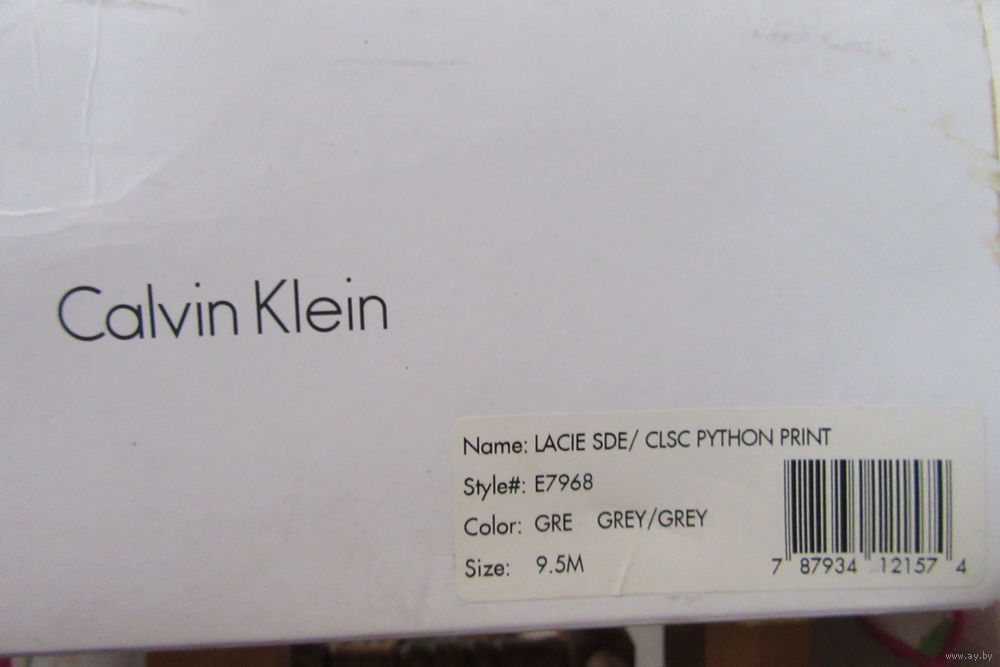 Calvin Klein
Name: LACIE SDE/ CLSC PYTHON PRINT
Style#: E7968
Color: GRE GREY/GREY
Size: 9.5M
7 87934 12157 4
www.ay.by